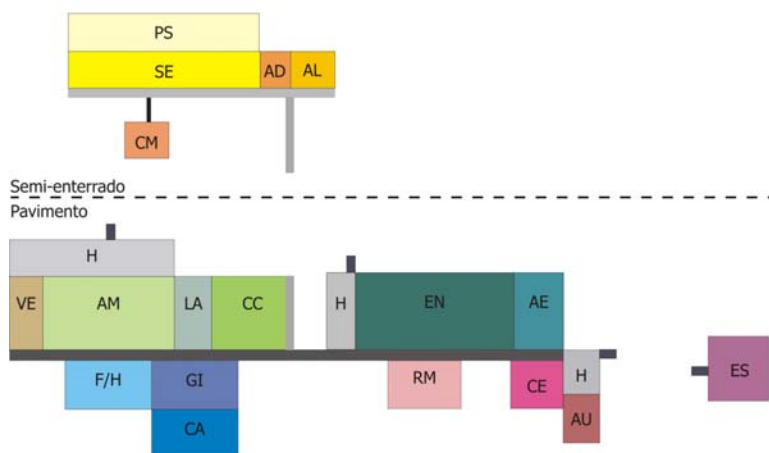 PS
SE AD AL
CM
Semi-enterrado
Pavimento
H
VE AM LA CC H EN AE
F/H GI RM CE H ES
CA AU